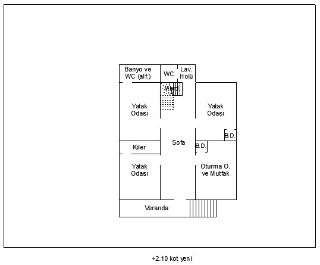 Banyo ve
WC (alt.)
WC
Lav.
Holü
Yatak
Odası
Yatak
Odası
B.D.
Sofa
Kiler
B.D.
Yatak
Odası
Oturma O.
ve Mutfak
Veranda
+2.10 kot yeni